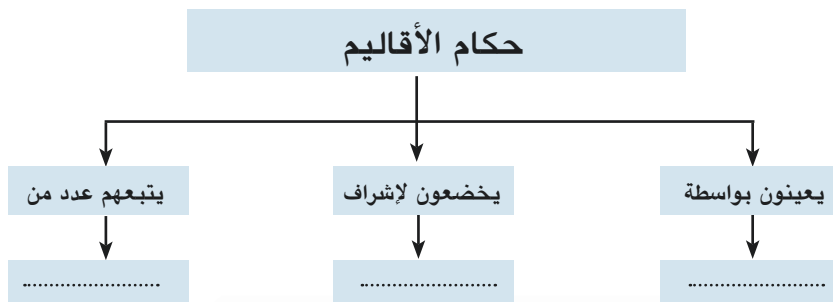 حكام الأقاليم
يعينون بواسطة
يخضعون لإشراف
يتبعهم عدد من
..........................
..........................
..........................